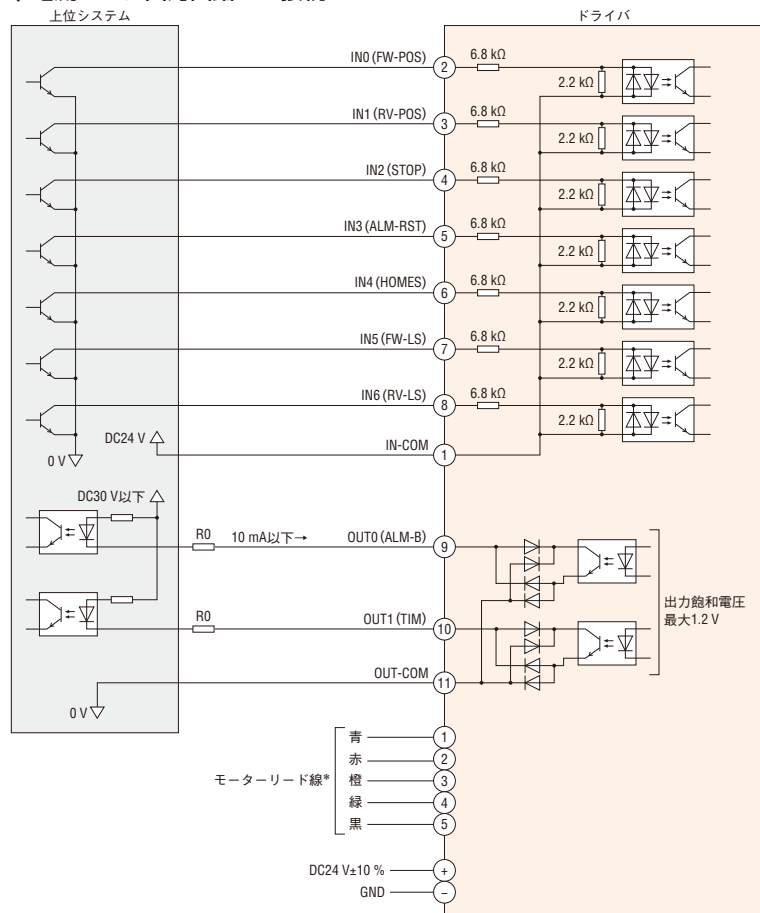 上位システム
ドライバ
IN0 (FW-POS)
2
6.8 kΩ
2.2 kΩ
IN1 (RV-POS)
3
6.8 kΩ
2.2 kΩ
IN2 (STOP)
4
6.8 kΩ
2.2 kΩ
IN3 (ALM-RST)
5
6.8 kΩ
2.2 kΩ
IN4 (HOMES)
6
6.8 kΩ
2.2 kΩ
IN5 (FW-LS)
7
6.8 kΩ
2.2 kΩ
IN6 (RV-LS)
8
6.8 kΩ
2.2 kΩ
DC24 V
IN-COM
1
0 V
DC30 V以下
R0
10 mA以下→
OUT0 (ALM-B)
9
R0
OUT1 (TIM)
10
出力飽和電圧
最大1.2 V
OUT-COM
11
0 V
モーターリード線*
青
1
赤
2
橙
3
緑
4
黒
5
DC24 V±10 %
+
GND
−